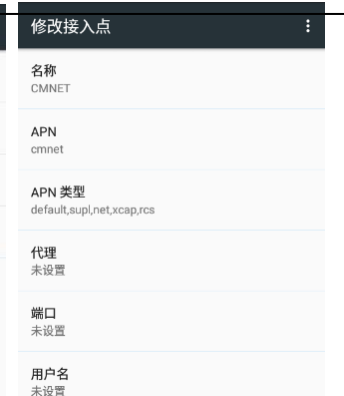 修改接入点
名称
CMNET
APN
cmnet
APN 类型
default,supl,net,xcap,rcs
代理
未设置
端口
未设置
用户名
未设置